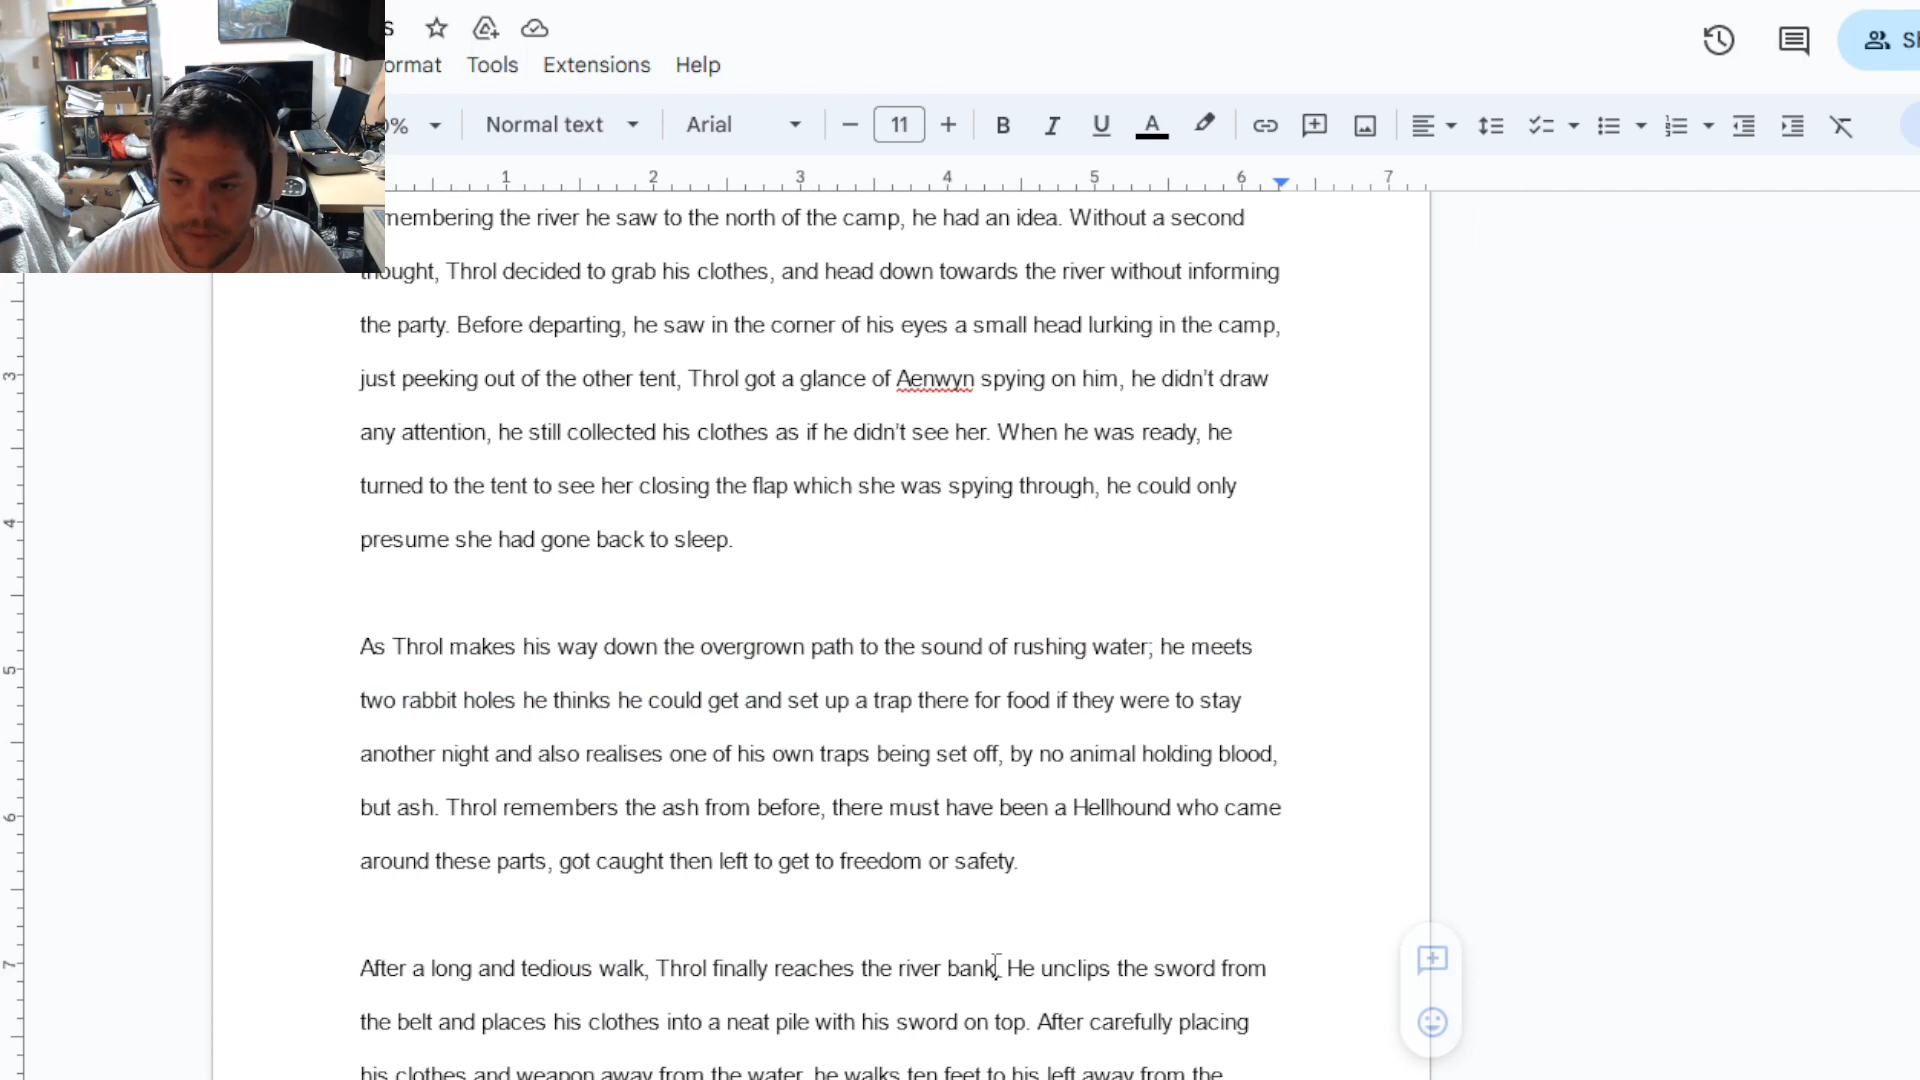 Tools Extensions Help
Normal text Arial 11 B I U A
1 2 3 4 5 6 7
membering the river he saw to the north of the camp, he had an idea. Without a second
thought, Throl decided to grab his clothes, and head down towards the river without informing
the party. Before departing, he saw in the corner of his eyes a small head lurking in the camp,
just peeking out of the other tent, Throl got a glance of Aenwyn spying on him, he didn't draw
any attention, he still collected his clothes as if he didn't see her. When he was ready, he
turned to the tent to see her closing the flap which she was spying through, he could only
presume she had gone back to sleep.
As Throl makes his way down the overgrown path to the sound of rushing water; he meets
two rabbit holes he thinks he could get and set up a trap there for food if they were to stay
another night and also realises one of his own traps being set off, by no animal holding blood,
but ash. Throl remembers the ash from before, there must have been a Hellhound who came
around these parts, got caught then left to get to freedom or safety.
After a long and tedious walk, Throl finally reaches the river bank. He unclips the sword from
the belt and places his clothes into a neat pile with his sword on top. After carefully placing
his clothes and weapon away from the water, he walks ten feet to his left away from the
3
4
5
6
7